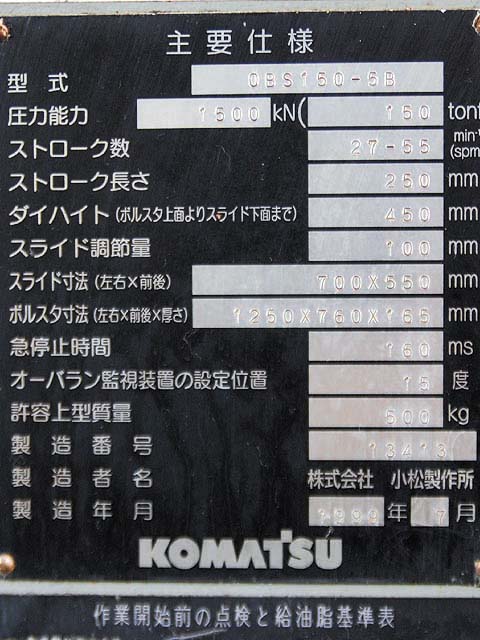 主要仕様
型式 OBS150-5B
圧力能力 1500 kN( 150 tonf
ストローク数 27-55 min-¹ (spm
ストローク長さ 250 mm
ダイハイト(ボルスタ上面よりスライド下面まで) 450 mm
スライド調節量 100 mm
スライド寸法(左右×前後) 700X550 mm
ボルスタ寸法(左右×前後×厚さ) 1250X760X165 mm
急停止時間 160 ms
オーバラン監視装置の設定位置 15 度
許容上型質量 500 kg
製造番号 13413
製造者名 株式会社 小松製作所
製造年月 1999 年 7 月
KOMATSU
作業開始前の点検と給油脂基準表